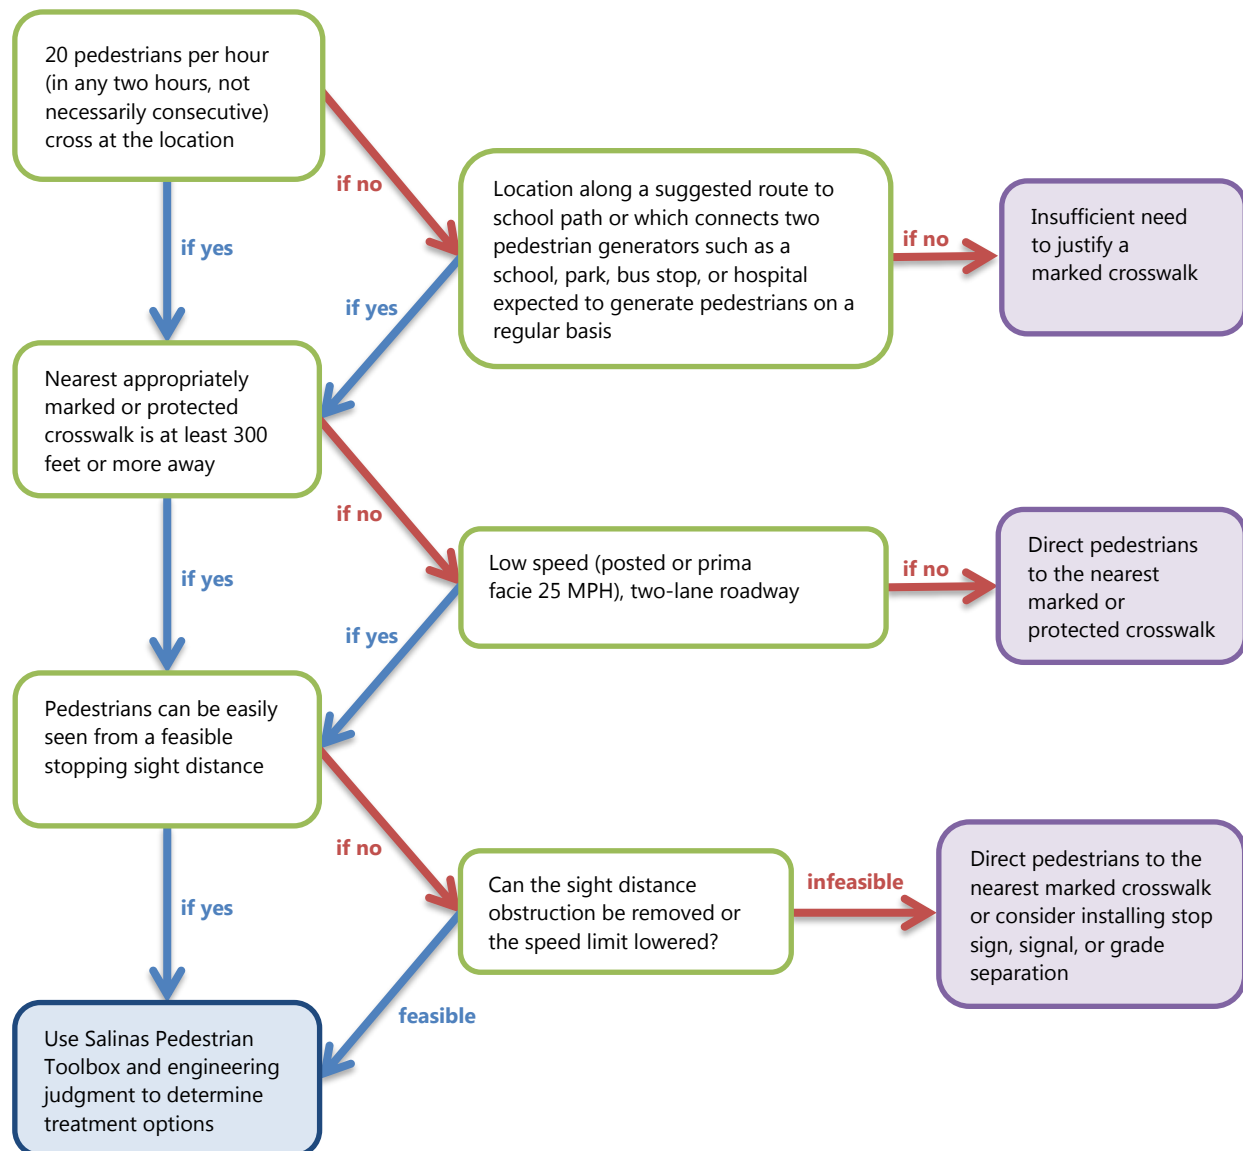 20 pedestrians per hour
(in any two hours, not
necessarily consecutive)
cross at the location
if no
if yes
Location along a suggested route to
school path or which connects two
pedestrian generators such as a
school, park, bus stop, or hospital
expected to generate pedestrians on a
regular basis
if no
Insufficient need
to justify a
marked crosswalk
if yes
Nearest appropriately
marked or protected
crosswalk is at least 300
feet or more away
if no
if yes
Low speed (posted or prima
facie 25 MPH), two-lane roadway
if no
Direct pedestrians
to the nearest
marked or
protected crosswalk
if yes
Pedestrians can be easily
seen from a feasible
stopping sight distance
if no
if yes
Can the sight distance
obstruction be removed or
the speed limit lowered?
infeasible
Direct pedestrians to the
nearest marked crosswalk
or consider installing stop
sign, signal, or grade
separation
feasible
Use Salinas Pedestrian
Toolbox and engineering
judgment to determine
treatment options